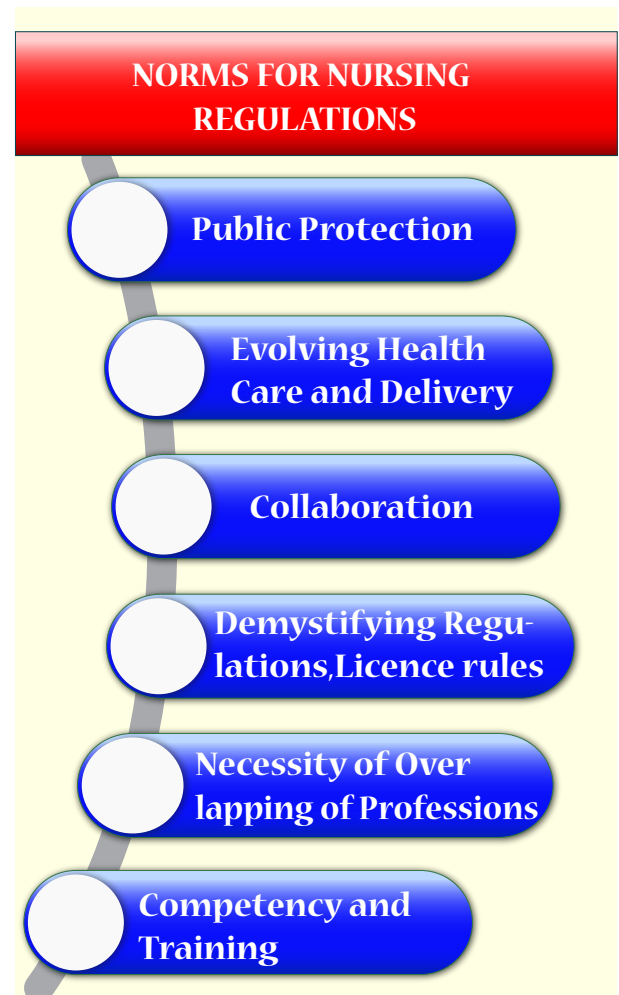 NORMS FOR NURSING
REGULATIONS
Public Protection
Evolving Health
Care and Delivery
Collaboration
Demystifying Regu-
lations,Licence rules
Necessity of Over
lapping of Professions
Competency and
Training